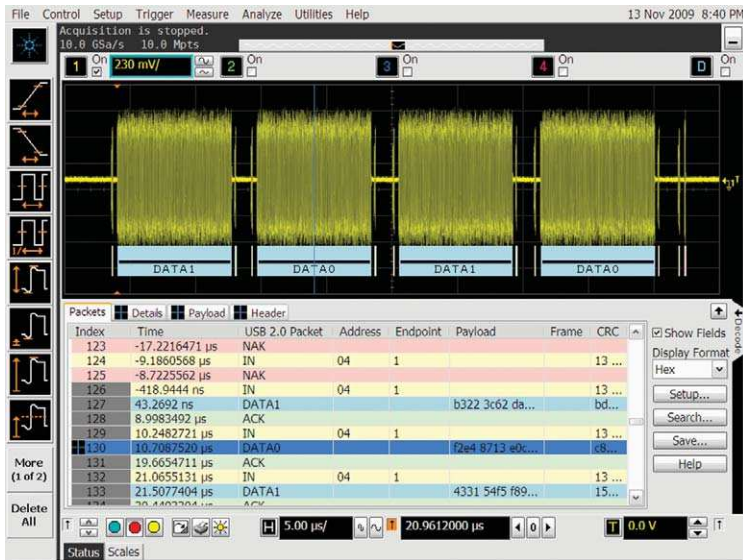 File Control Setup Trigger Measure Analyze Utilities Help 13 Nov 2009 8:40 PM
Acquisition is stopped.
10.0 GSa/s 10.0 Mpts
1 On 230 mV/ 2 On 3 On 4 On D On
T
DATA1 DATA0 DATA1 DATA0
Packets Details Payload Header
Decode
Index Time USB 2.0 Packet Address Endpoint Payload Frame CRC
123 -17.2216471 µs NAK
124 -9.1860568 µs IN 04 1 13 ...
125 -8.7225562 µs NAK
126 -418.9444 ns IN 04 1 13 ...
127 43.2692 ns DATA1 b322 3c62 da... bd...
128 8.9983492 µs ACK
129 10.2482721 µs IN 04 1 13 ...
130 10.7087520 µs DATA0 f2e4 8713 e0c... c8...
131 19.6654711 µs ACK
132 21.0655131 µs IN 04 1 13 ...
133 21.5077404 µs DATA1 4331 54f5 f89... 15...
Show Fields
Display Format
Hex
Setup...
Search...
Save...
Help
More
(1 of 2)
Delete
All
H 5.00 µs/ 20.9612000 µs 0 T 0.0 V
Status Scales